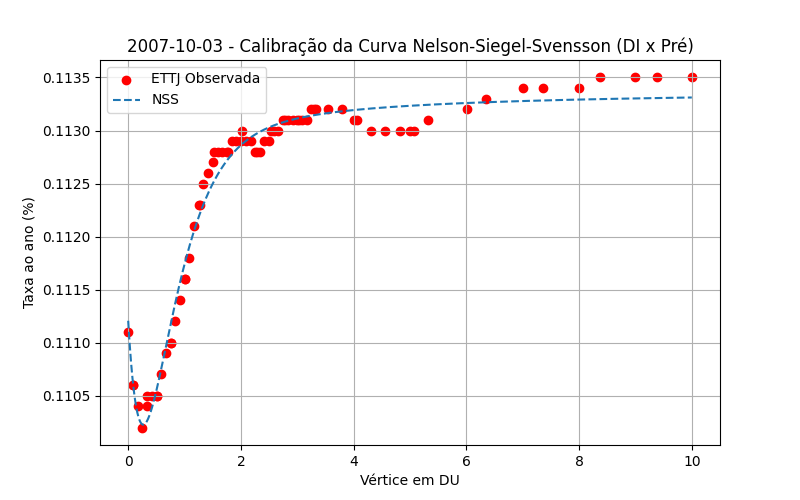 2007-10-03 - Calibração da Curva Nelson-Siegel-Svensson (DI x Pré)
ETTJ Observada
NSS
Taxa ao ano (%)
0.1135
0.1130
0.1125
0.1120
0.1115
0.1110
0.1105
0 2 4 6 8 10
Vértice em DU